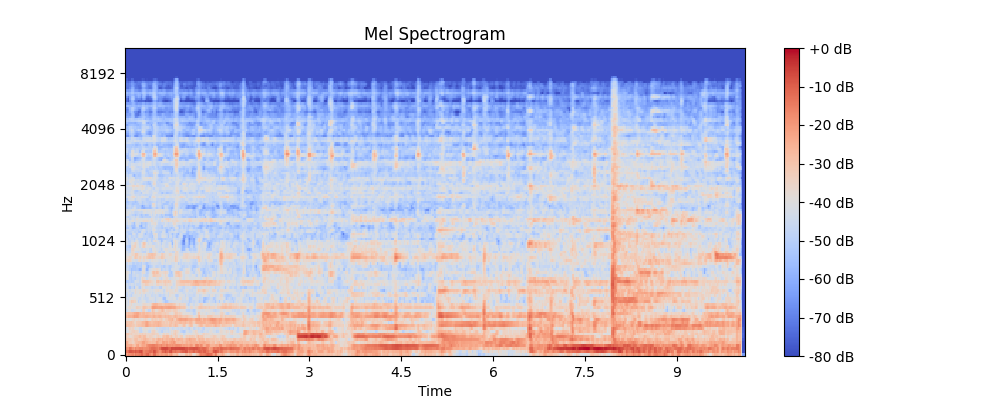 Mel Spectrogram
Hz
8192
4096
2048
1024
512
0
0 1.5 3 4.5 6 7.5 9
Time
+0 dB
-10 dB
-20 dB
-30 dB
-40 dB
-50 dB
-60 dB
-70 dB
-80 dB